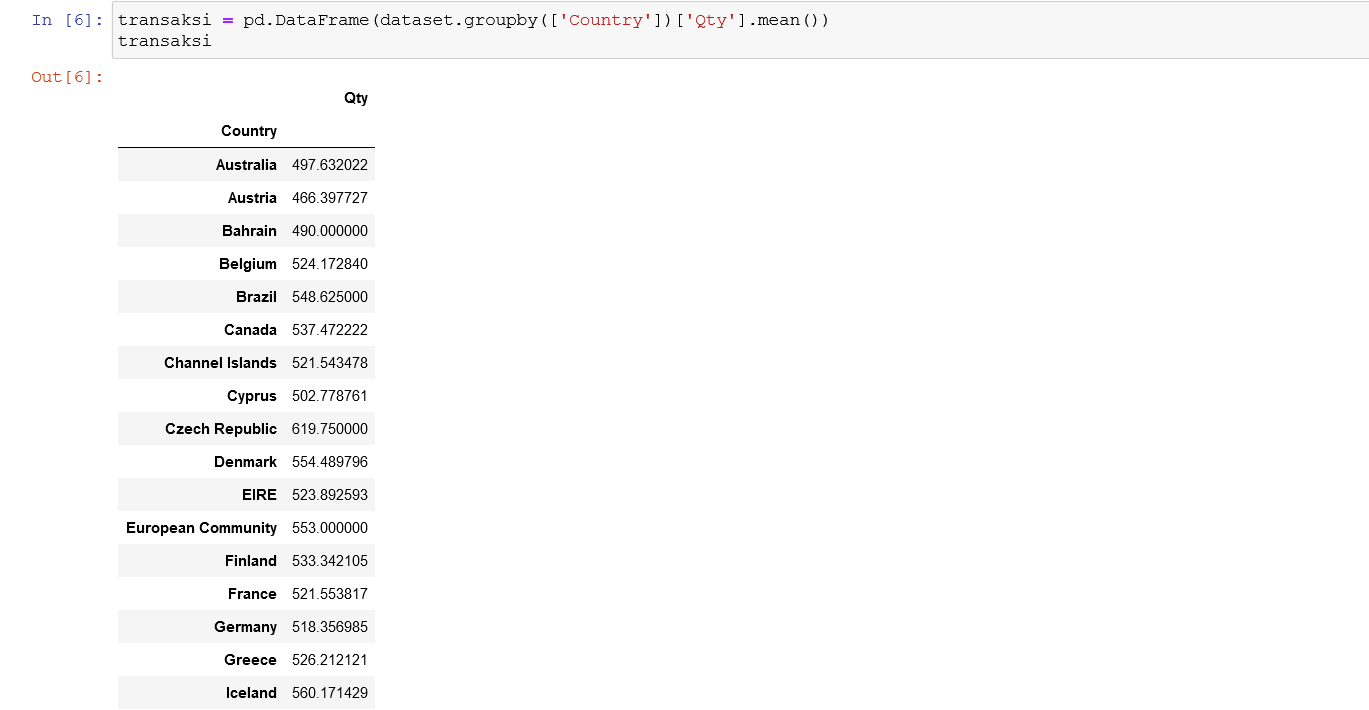 In [6]: transaksi = pd.DataFrame(dataset.groupby(['Country'])['Qty'].mean())
transaksi
Out[6]:
Qty
Country
Australia 497.632022
Austria 466.397727
Bahrain 490.000000
Belgium 524.172840
Brazil 548.625000
Canada 537.472222
Channel Islands 521.543478
Cyprus 502.778761
Czech Republic 619.750000
Denmark 554.489796
EIRE 523.892593
European Community 553.000000
Finland 533.342105
France 521.553817
Germany 518.356985
Greece 526.212121
Iceland 560.171429